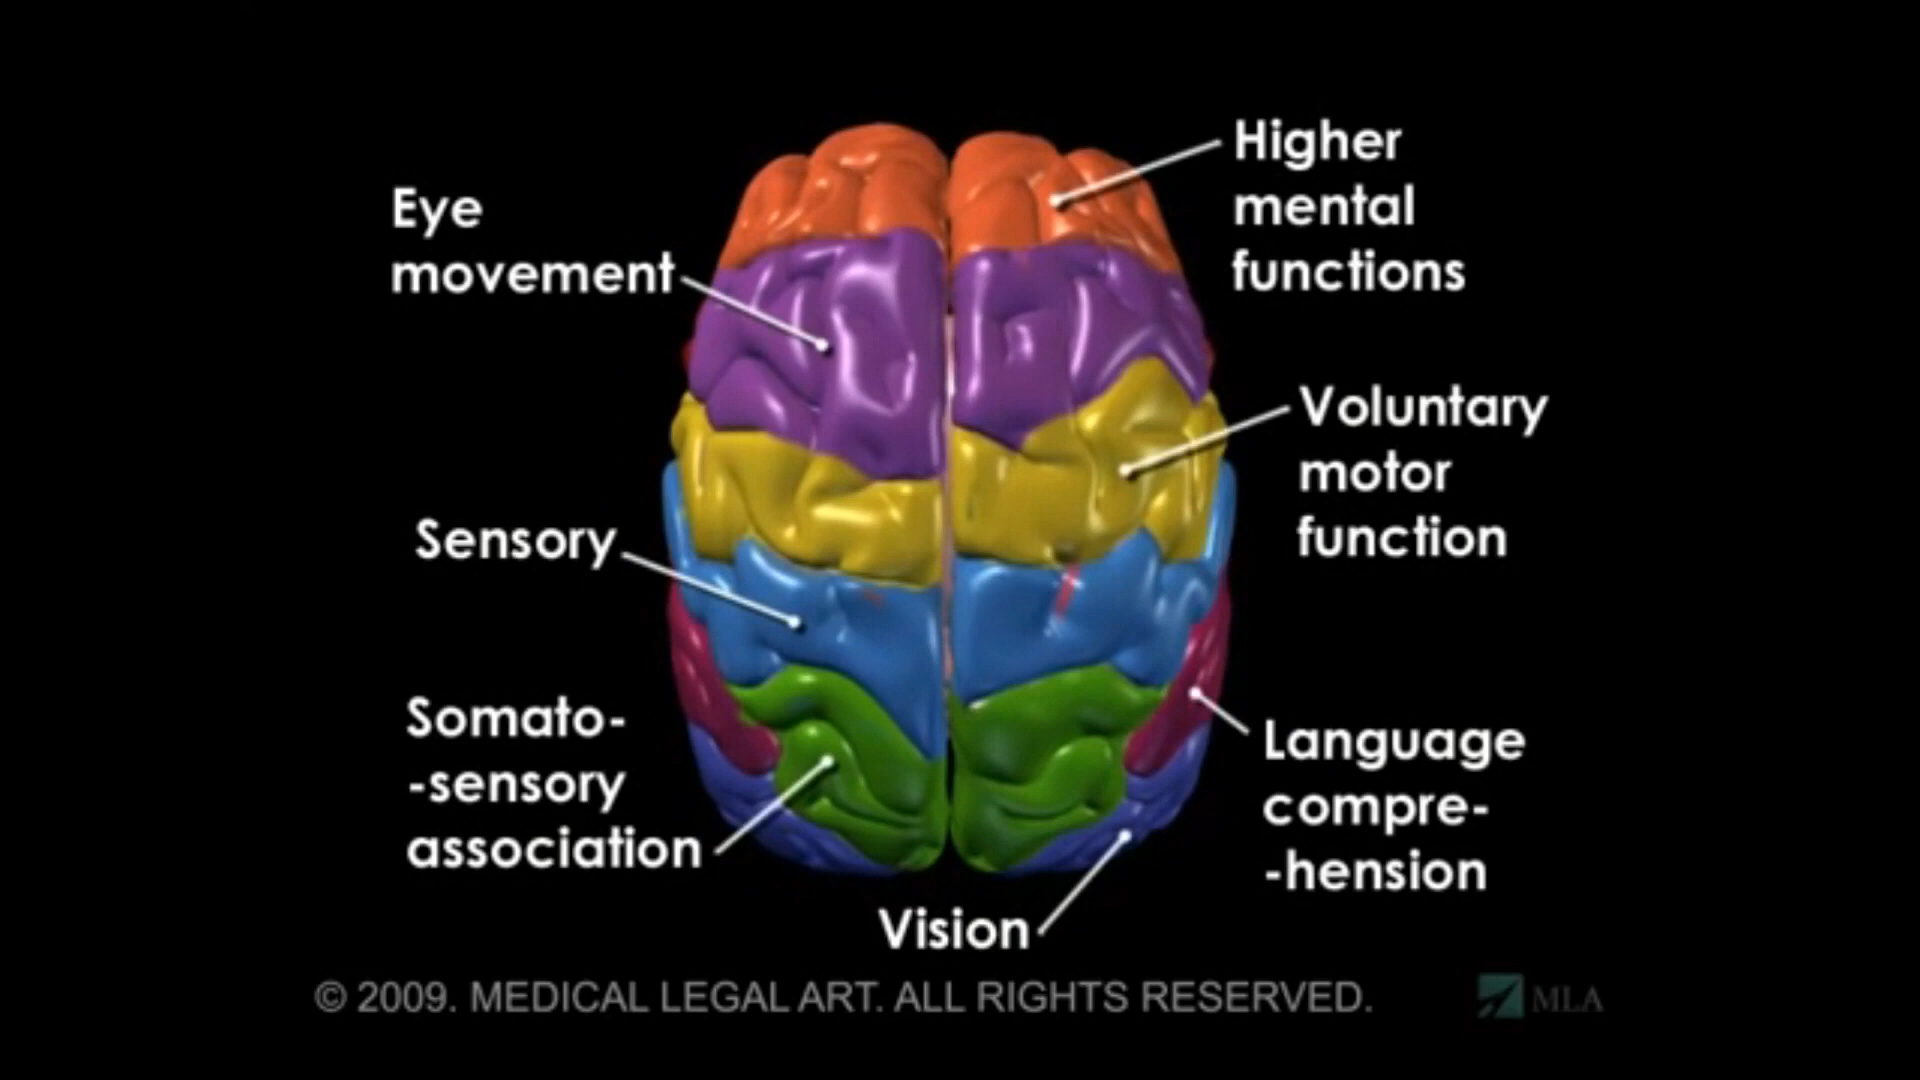 Higher
mental
functions
Eye
movement
Voluntary
motor
function
Sensory
Somato-
-sensory
association
Language
compre-
-hension
Vision
© 2009. MEDICAL LEGAL ART. ALL RIGHTS RESERVED.
MLA